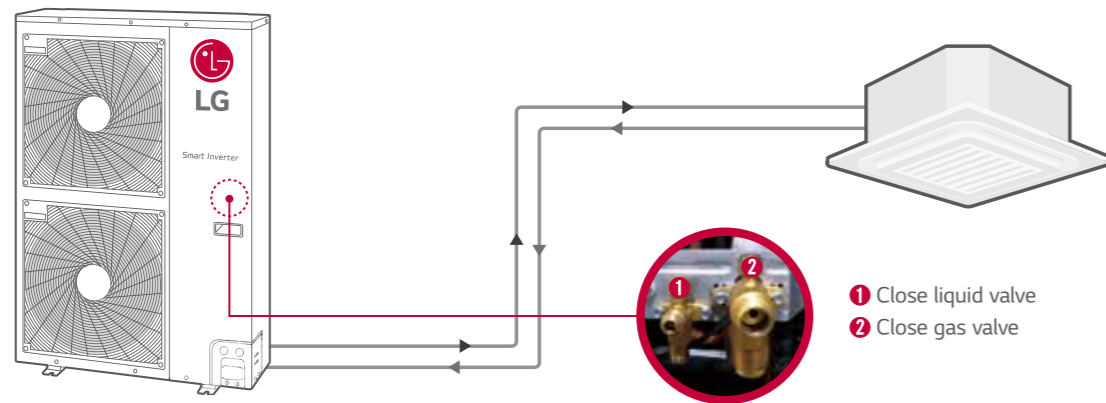 LG
Smart Inverter
1
2
1 Close liquid valve
2 Close gas valve